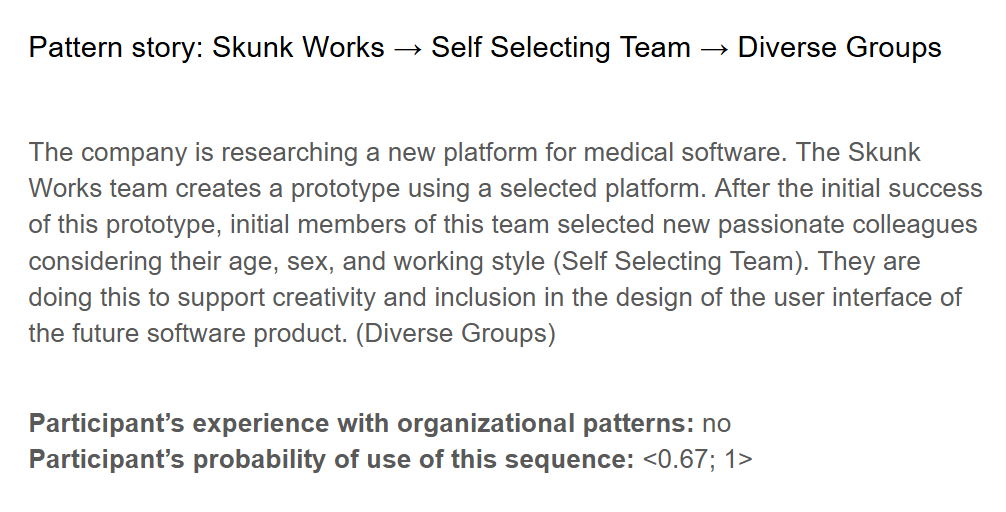 Pattern story: Skunk Works → Self Selecting Team → Diverse Groups
The company is researching a new platform for medical software. The Skunk
Works team creates a prototype using a selected platform. After the initial success
of this prototype, initial members of this team selected new passionate colleagues
considering their age, sex, and working style (Self Selecting Team). They are
doing this to support creativity and inclusion in the design of the user interface of
the future software product. (Diverse Groups)
Participant’s experience with organizational patterns: no
Participant’s probability of use of this sequence: <0.67; 1>